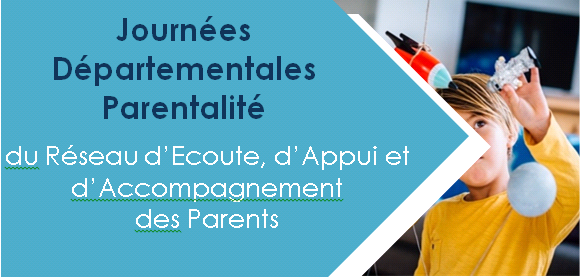 Journées
Départementales
Parentalité
du Réseau d'Ecoute, d'Appui et
d'Accompagnement
des Parents